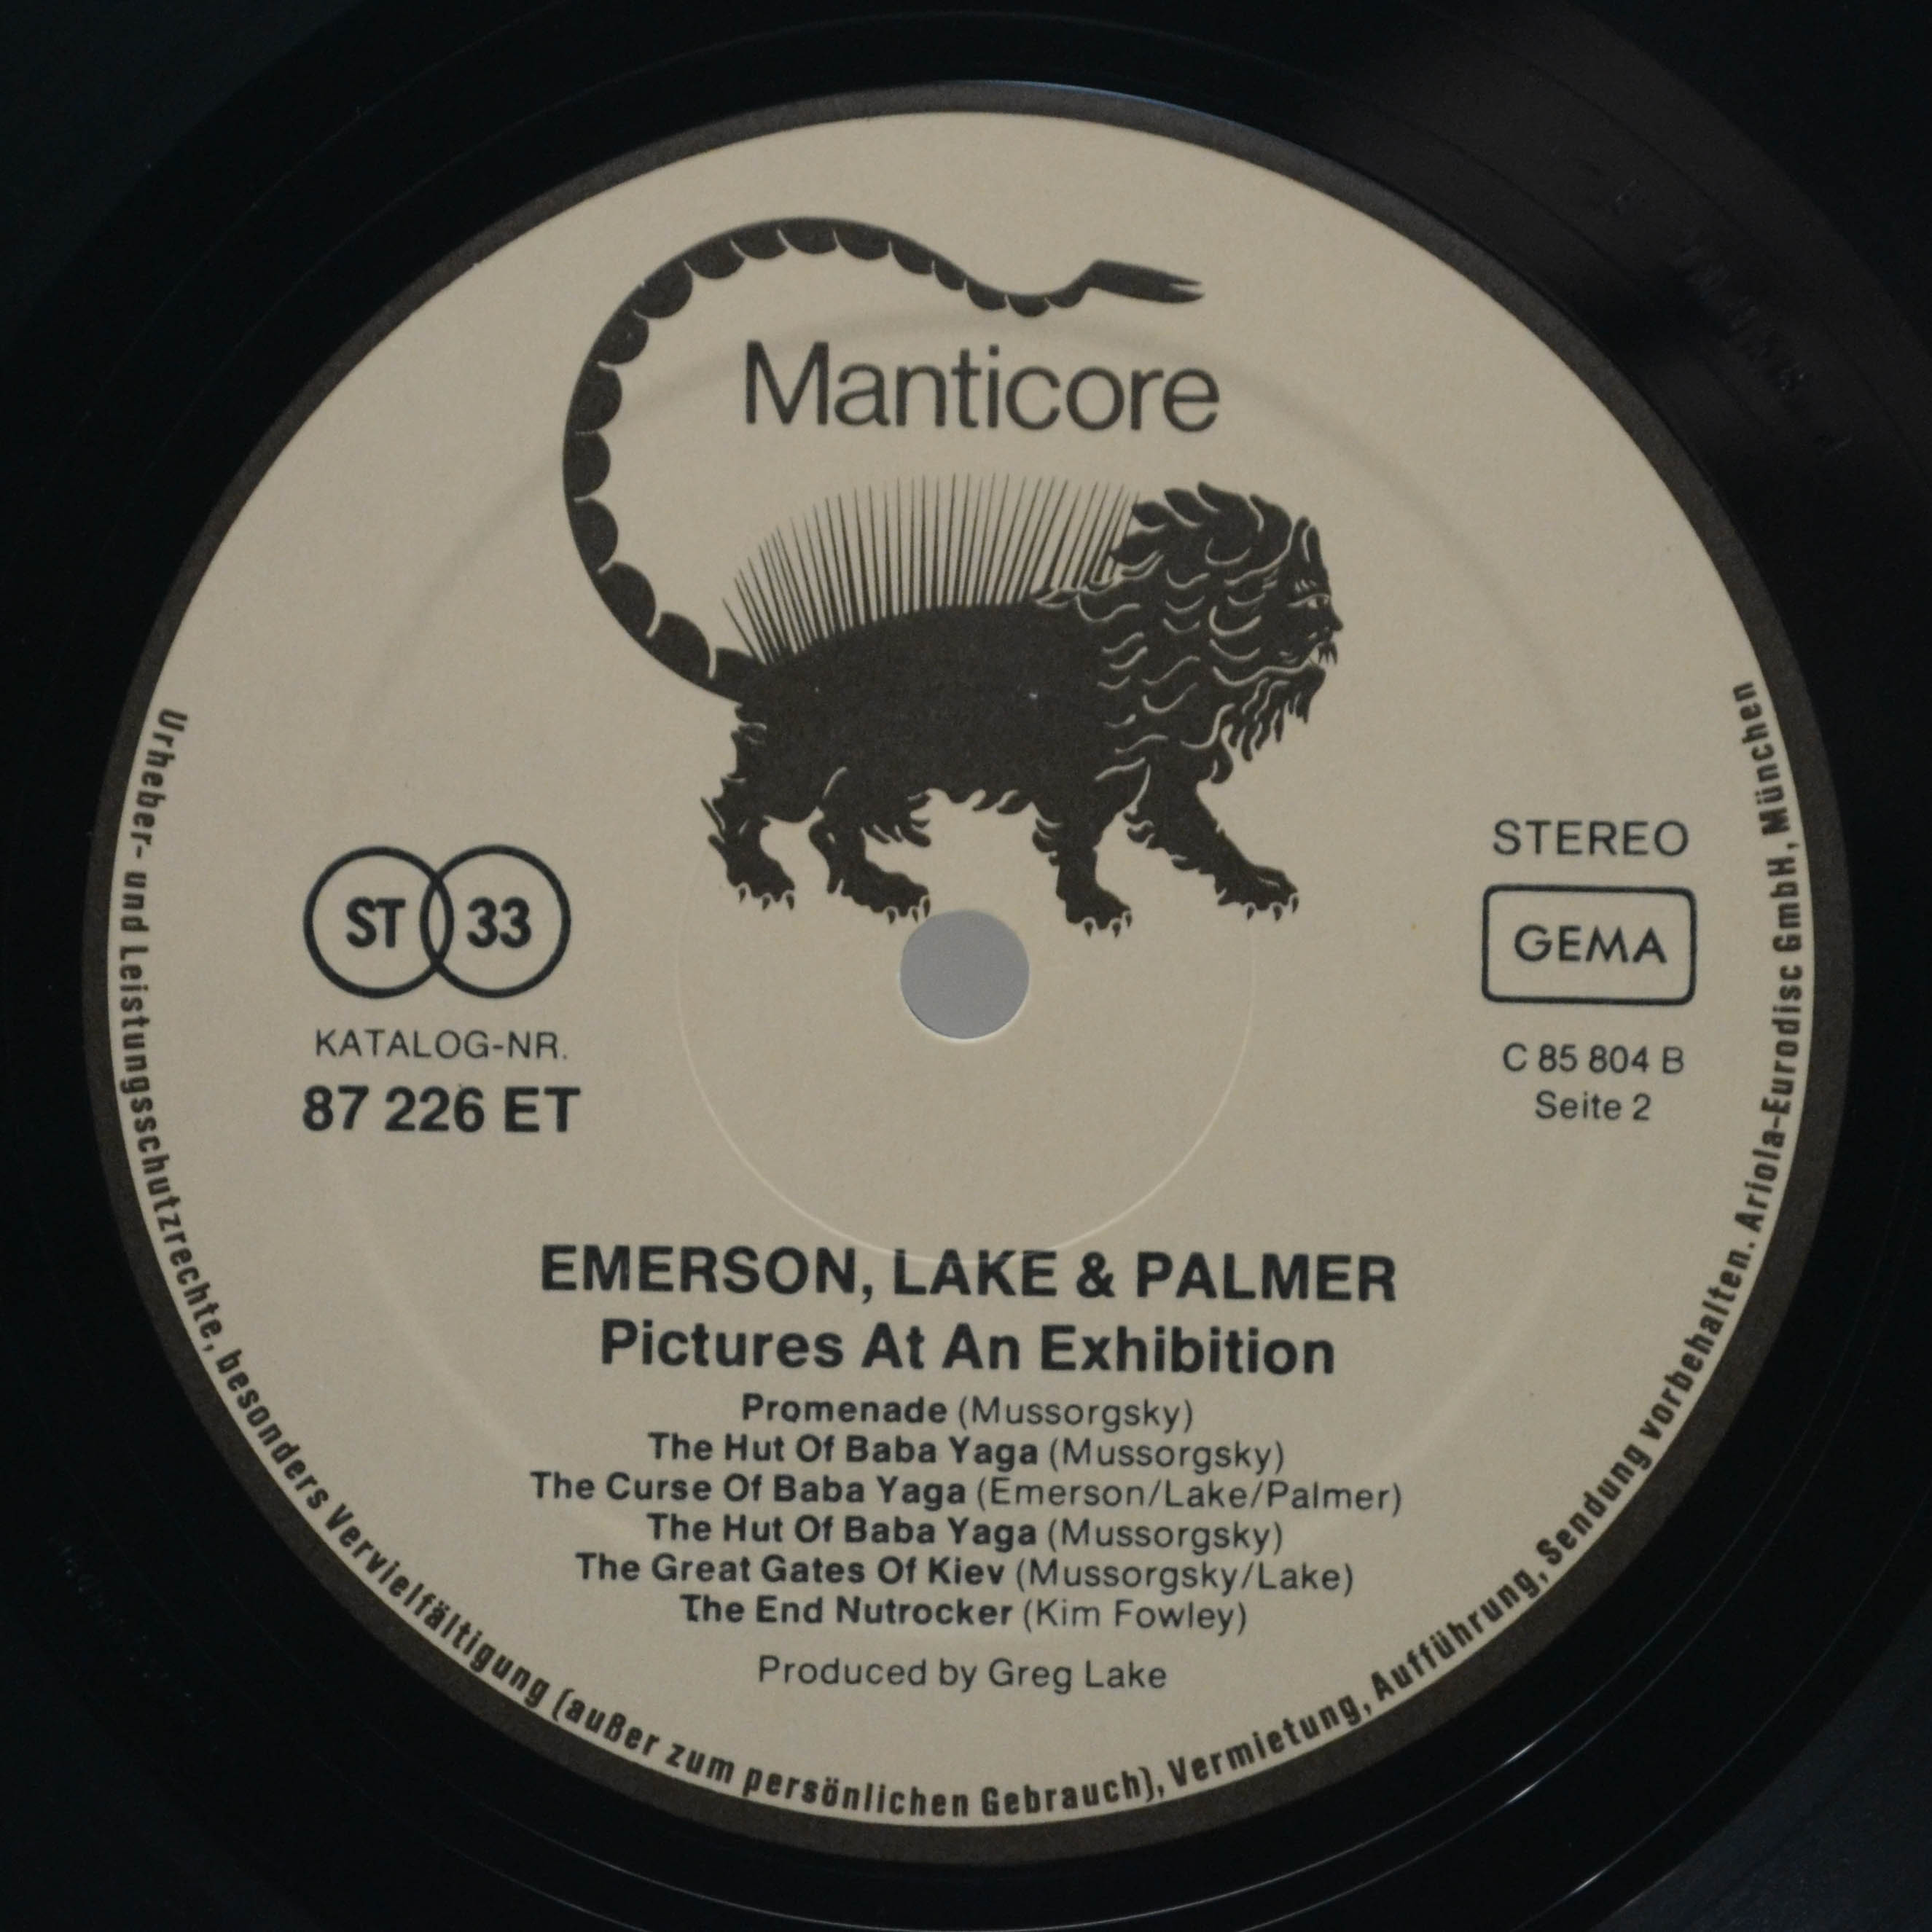 Manticore
ST 33
KATALOG-NR.
87 226 ET
STEREO
GEMA
C 85 804 B
Seite 2
EMERSON, LAKE & PALMER
Pictures At An Exhibition
Promenade (Mussorgsky)
The Hut Of Baba Yaga (Mussorgsky)
The Curse Of Baba Yaga (Emerson/Lake/Palmer)
The Hut Of Baba Yaga (Mussorgsky)
The Great Gates Of Kiev (Mussorgsky/Lake)
The End Nutrocker (Kim Fowley)
Produced by Greg Lake
Urheber- und Leistungsschutzrechte, besonders Vervielfältigung (außer zum persönlichen Gebrauch), Vermietung, Aufführung, Sendung vorbehalten. Ariola-Eurodisc GmbH, München